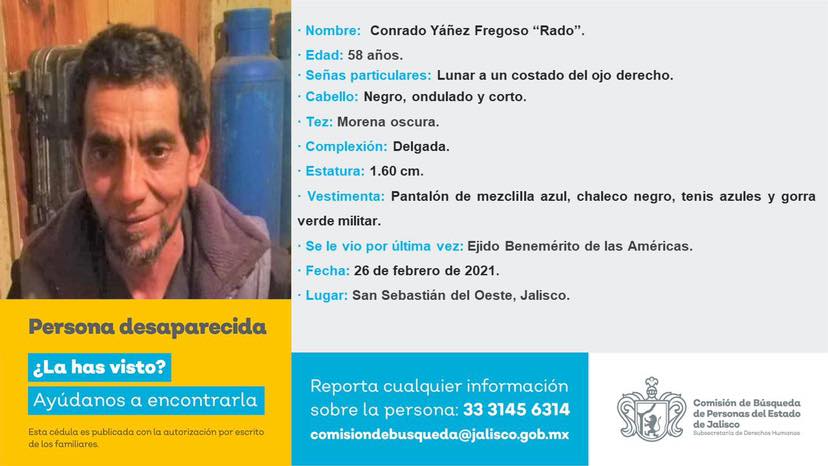 · Nombre: Conrado Yáñez Fregoso “Rado”.
· Edad: 58 años.
· Señas particulares: Lunar a un costado del ojo derecho.
· Cabello: Negro, ondulado y corto.
· Tez: Morena oscura.
· Complexión: Delgada.
· Estatura: 1.60 cm.
· Vestimenta: Pantalón de mezclilla azul, chaleco negro, tenis azules y gorra
verde militar.
· Se le vio por última vez: Ejido Benemérito de las Américas.
· Fecha: 26 de febrero de 2021.
· Lugar: San Sebastián del Oeste, Jalisco.
Persona desaparecida
¿La has visto?
Ayúdanos a encontrarla
Esta cédula es publicada con la autorización por escrito
de los familiares.
Reporta cualquier información
sobre la persona: 33 3145 6314
comisiondebusqueda@jalisco.gob.mx
Comisión de Búsqueda
de Personas del Estado
de Jalisco
Subsecretaría de Derechos Humanos